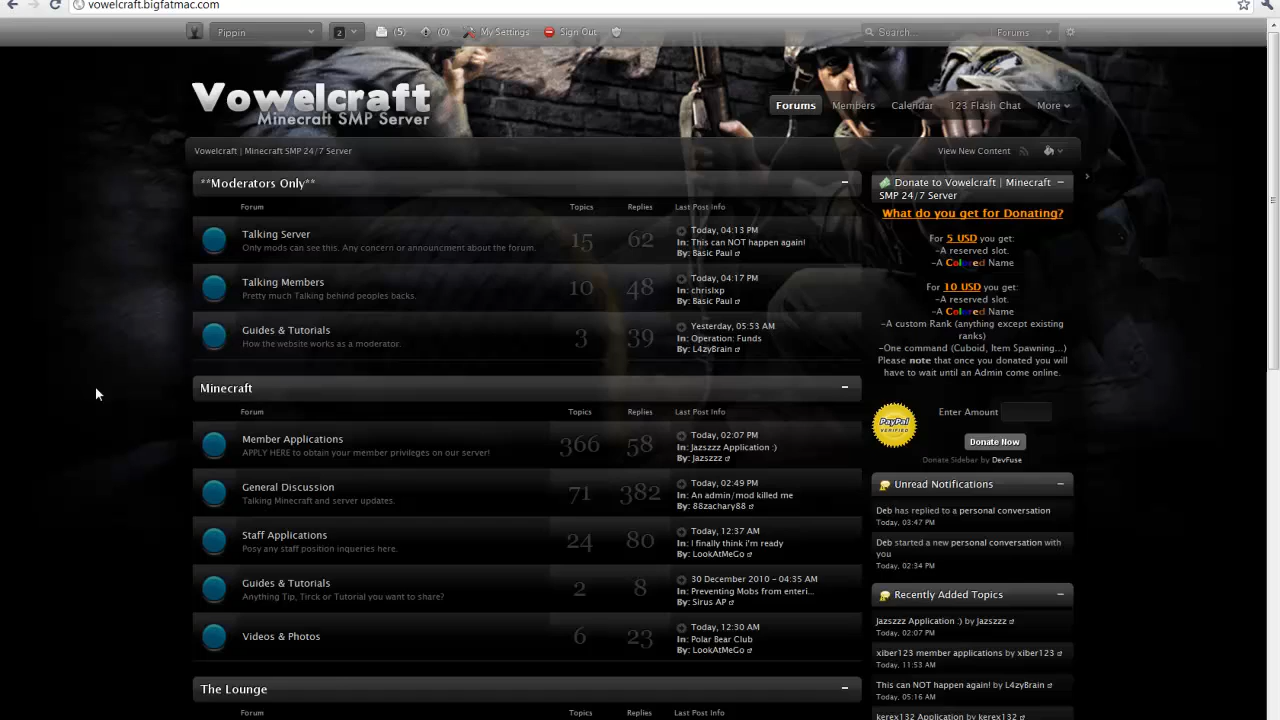 vowelcraft.bigfatmac.com
Pippin
2
(5)
(0)
My Settings
Sign Out
Search...
Forums
Vowelcraft
Minecraft SMP Server
Forums
Members
Calendar
123 Flash Chat
More
Vowelcraft | Minecraft SMP 24/7 Server
View New Content
**Moderators Only**
Forum
Topics
Replies
Last Post Info
Talking Server
Only mods can see this. Any concern or announcment about the forum.
15
62
Today, 04:13 PM
In: This can NOT happen again!
By: Basic Paul
Talking Members
Pretty much Talking behind peoples backs.
10
48
Today, 04:17 PM
In: chrislxp
By: Basic Paul
Guides & Tutorials
How the website works as a moderator.
3
39
Yesterday, 05:53 AM
In: Operation: Funds
By: L4zyBrain
Minecraft
Forum
Topics
Replies
Last Post Info
Member Applications
APPLY HERE to obtain your member privileges on our server!
366
58
Today, 02:07 PM
In: Jazszzz Application :)
By: Jazszzz
General Discussion
Talking Minecraft and server updates.
71
382
Today, 02:49 PM
In: An admin/mod killed me
By: 88zachary88
Staff Applications
Posy any staff position inqueries here.
24
80
Today, 12:37 AM
In: I finally think i'm ready
By: LookAtMeGo
Guides & Tutorials
Anything Tip, Tirck or Tutorial you want to share?
2
8
30 December 2010 - 04:35 AM
In: Preventing Mobs from enteri...
By: Sirus AP
Videos & Photos
6
23
Today, 12:30 AM
In: Polar Bear Club
By: LookAtMeGo
The Lounge
Forum
Topics
Replies
Last Post Info
Donate to Vowelcraft | Minecraft
SMP 24/7 Server
What do you get for Donating?
For 5 USD you get:
-A reserved slot.
-A Colored Name
For 10 USD you get:
-A reserved slot.
-A Colored Name
-A custom Rank (anything except existing
ranks)
-One command (Cuboid, Item Spawning...)
Please note that once you donated you will
have to wait until an Admin come online.
PayPal
VERIFIED
Enter Amount
Donate Now
Donate Sidebar by DevFuse
Unread Notifications
Deb has replied to a personal conversation
Today, 03:47 PM
Deb started a new personal conversation with
you
Today, 02:34 PM
Recently Added Topics
Jazszzz Application :) by Jazszzz
Today, 02:07 PM
xiber123 member applications by xiber123
Today, 11:53 AM
This can NOT happen again! by L4zyBrain
Today, 05:16 AM
kerex132 Application by kerex132